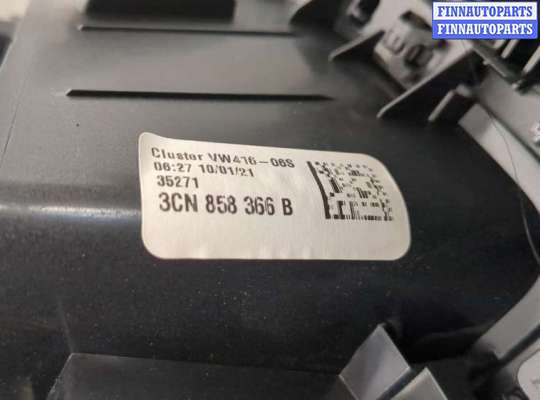 FINNAUTOPARTS
FINNAUTOPARTS
Cluster VW416-06S
06:27 10/01/21
35271
3CN 858 366 B